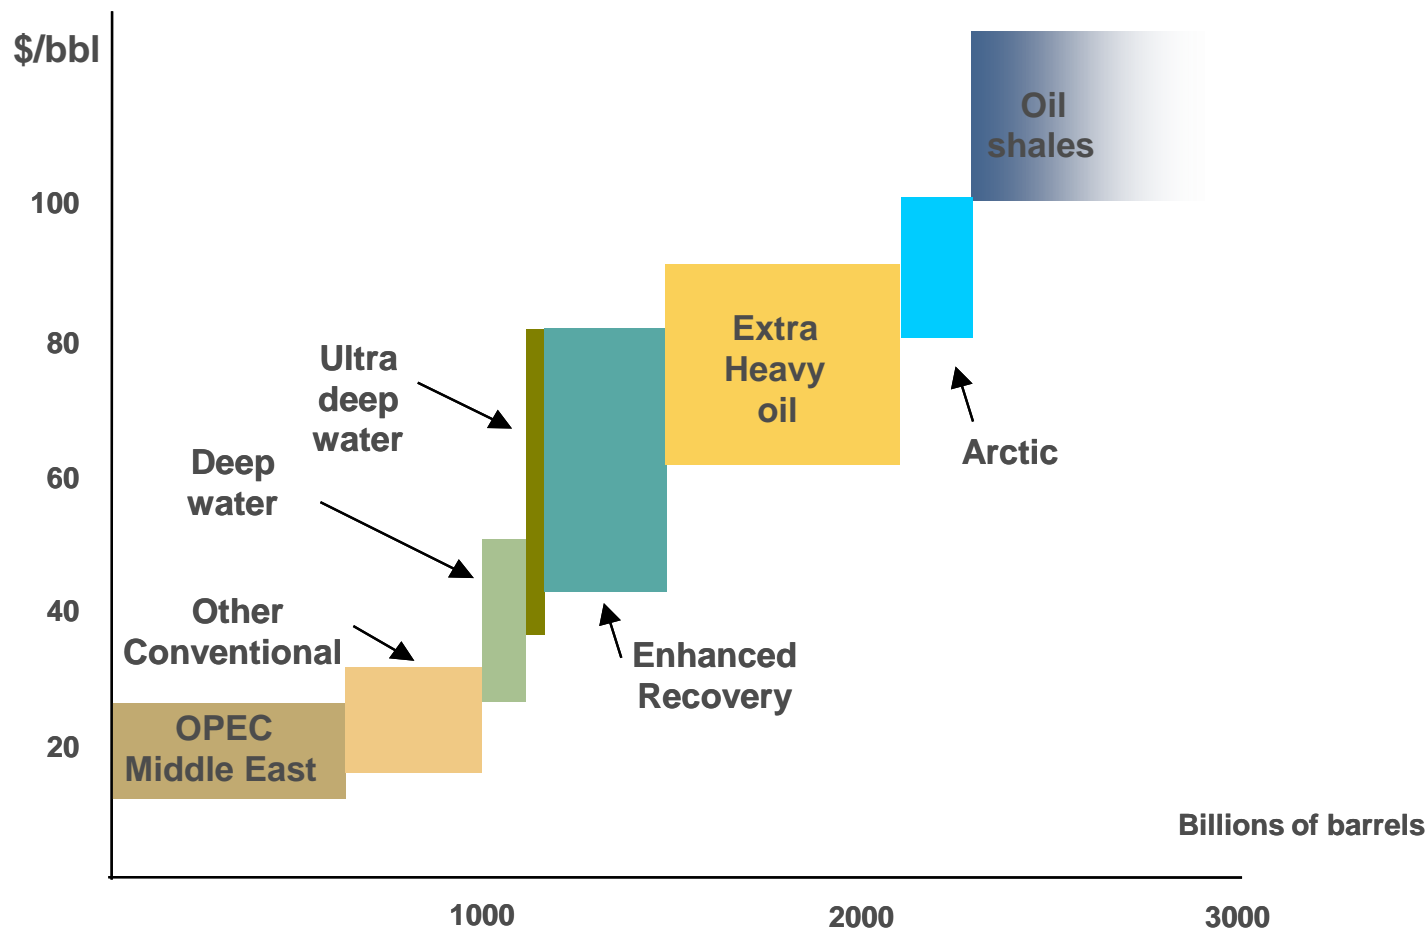 $/bbl
Oil
shales
100
80
Extra
Heavy
oil
Ultra
deep
water
Arctic
Deep
water
60
40
Other
Conventional
Enhanced
Recovery
20
OPEC
Middle East
Billions of barrels
1000
2000
3000